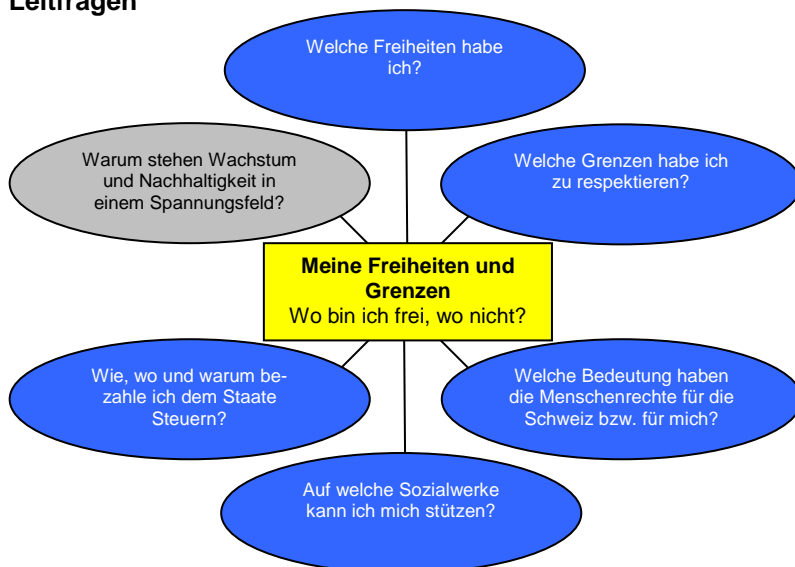 Leitfragen
Welche Freiheiten habe
ich?
Warum stehen Wachstum
und Nachhaltigkeit in
einem Spannungsfeld?
Welche Grenzen habe ich
zu respektieren?
Meine Freiheiten und
Grenzen
Wo bin ich frei, wo nicht?
Wie, wo und warum be-
zahle ich dem Staate
Steuern?
Welche Bedeutung haben
die Menschenrechte für die
Schweiz bzw. für mich?
Auf welche Sozialwerke
kann ich mich stützen?